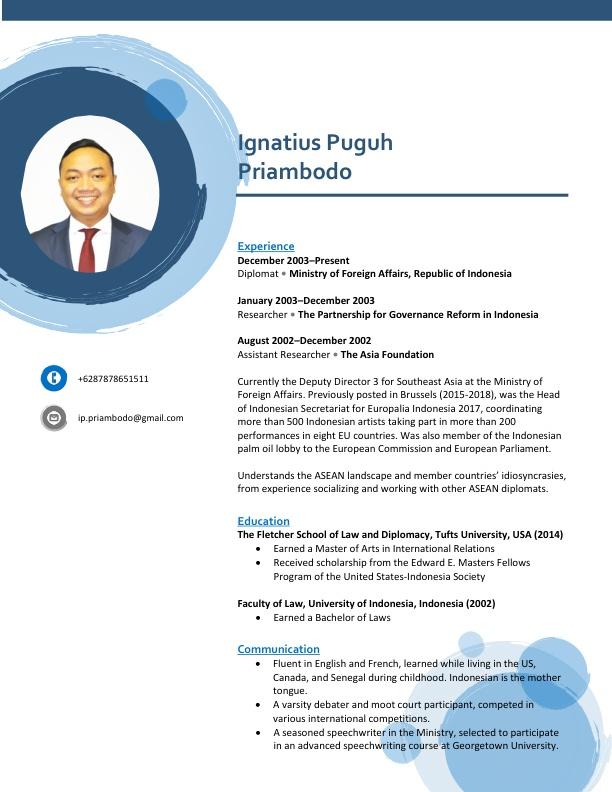 Ignatius Puguh
Priambodo
+6287878651511
ip.priambodo@gmail.com
Experience
December 2003–Present
Diplomat • Ministry of Foreign Affairs, Republic of Indonesia
January 2003–December 2003
Researcher • The Partnership for Governance Reform in Indonesia
August 2002–December 2002
Assistant Researcher • The Asia Foundation
Currently the Deputy Director 3 for Southeast Asia at the Ministry of
Foreign Affairs. Previously posted in Brussels (2015-2018), was the Head
of Indonesian Secretariat for Europalia Indonesia 2017, coordinating
more than 500 Indonesian artists taking part in more than 200
performances in eight EU countries. Was also member of the Indonesian
palm oil lobby to the European Commission and European Parliament.
Understands the ASEAN landscape and member countries’ idiosyncrasies,
from experience socializing and working with other ASEAN diplomats.
Education
The Fletcher School of Law and Diplomacy, Tufts University, USA (2014)
• Earned a Master of Arts in International Relations
• Received scholarship from the Edward E. Masters Fellows
Program of the United States-Indonesia Society
Faculty of Law, University of Indonesia, Indonesia (2002)
• Earned a Bachelor of Laws
Communication
• Fluent in English and French, learned while living in the US,
Canada, and Senegal during childhood. Indonesian is the mother
tongue.
• A varsity debater and moot court participant, competed in
various international competitions.
• A seasoned speechwriter in the Ministry, selected to participate
in an advanced speechwriting course at Georgetown University.